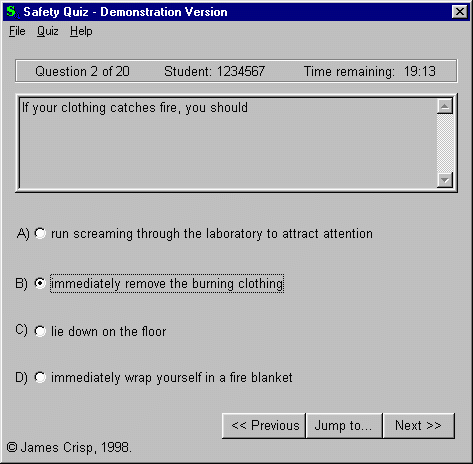 Safety Quiz - Demonstration Version
File Quiz Help
Question 2 of 20 Student: 1234567 Time remaining: 19:13
If your clothing catches fire, you should
A) run screaming through the laboratory to attract attention
B) immediately remove the burning clothing
C) lie down on the floor
D) immediately wrap yourself in a fire blanket
<< Previous Jump to... Next >>
© James Crisp, 1998.